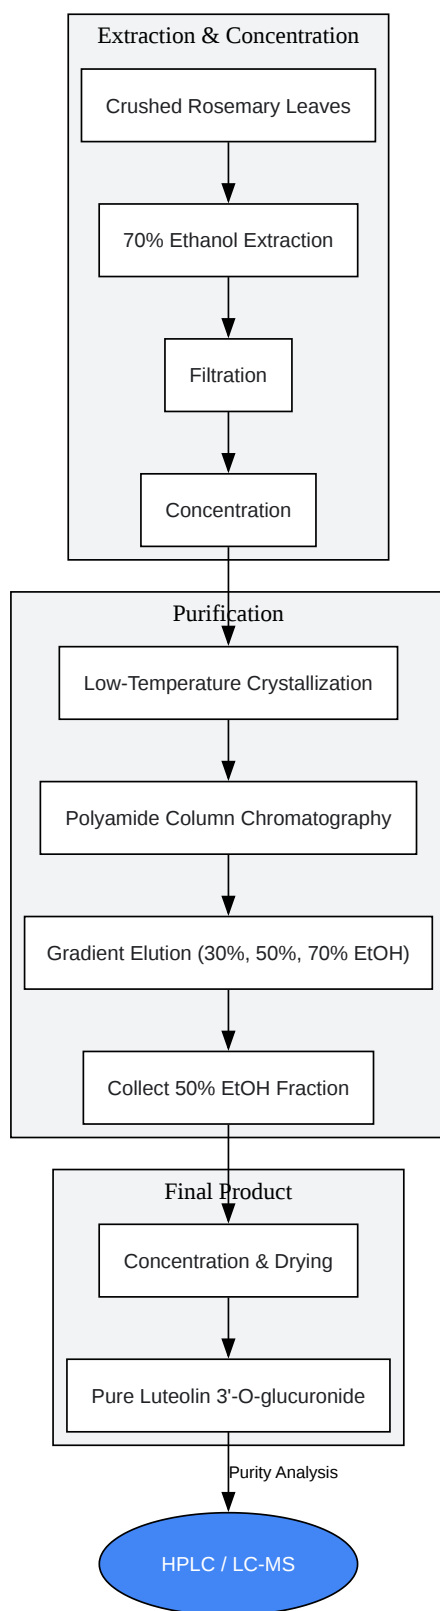 Extraction & Concentration
Crushed Rosemary Leaves
70% Ethanol Extraction
Filtration
Concentration
Purification
Low-Temperature Crystallization
Polyamide Column Chromatography
Gradient Elution (30%, 50%, 70% EtOH)
Collect 50% EtOH Fraction
Final Product
Concentration & Drying
Pure Luteolin 3'-O-glucuronide
Purity Analysis
HPLC / LC-MS